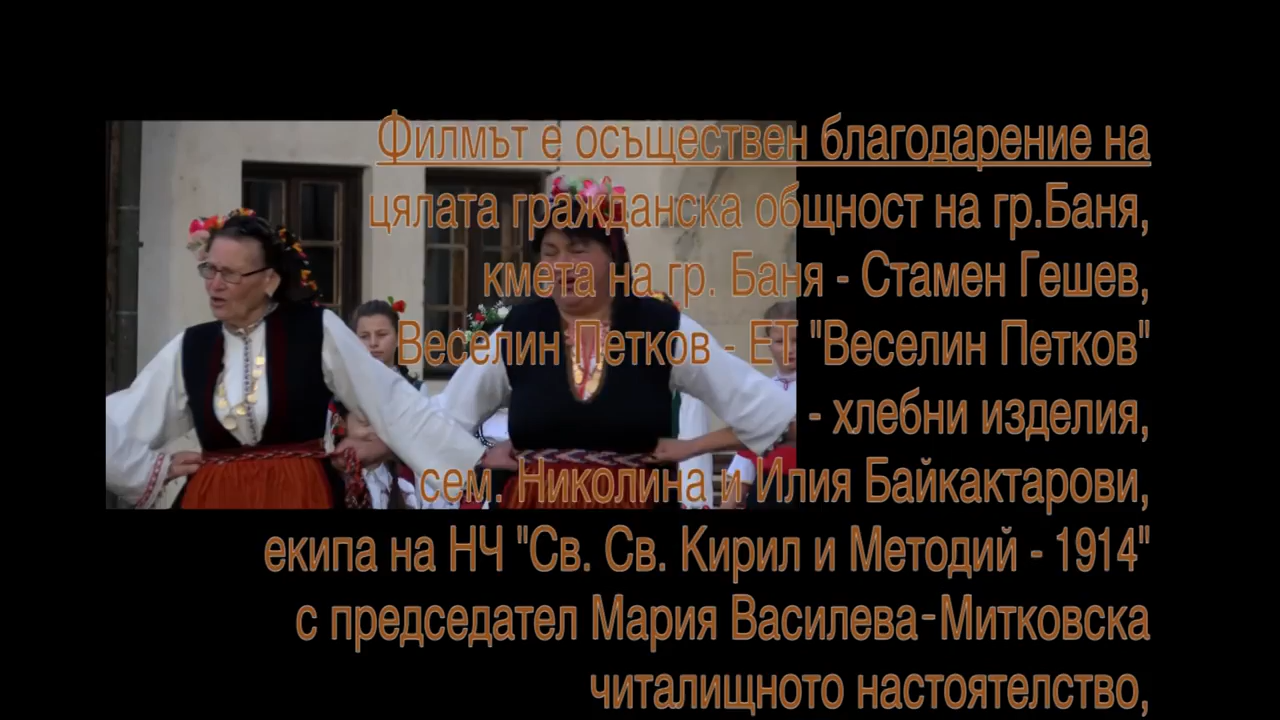 Филмът е осъществен благодарение на
цялата гражданска общност на гр.Баня,
кмета на гр. Баня - Стамен Гешев,
Веселин Петков - ЕТ "Веселин Петков"
- хлебни изделия,
сем. Николина и Илия Байкактарови,
екипа на НЧ "Св. Св. Кирил и Методий - 1914"
с председател Мария Василева-Митковска
читалищното настоятелство,